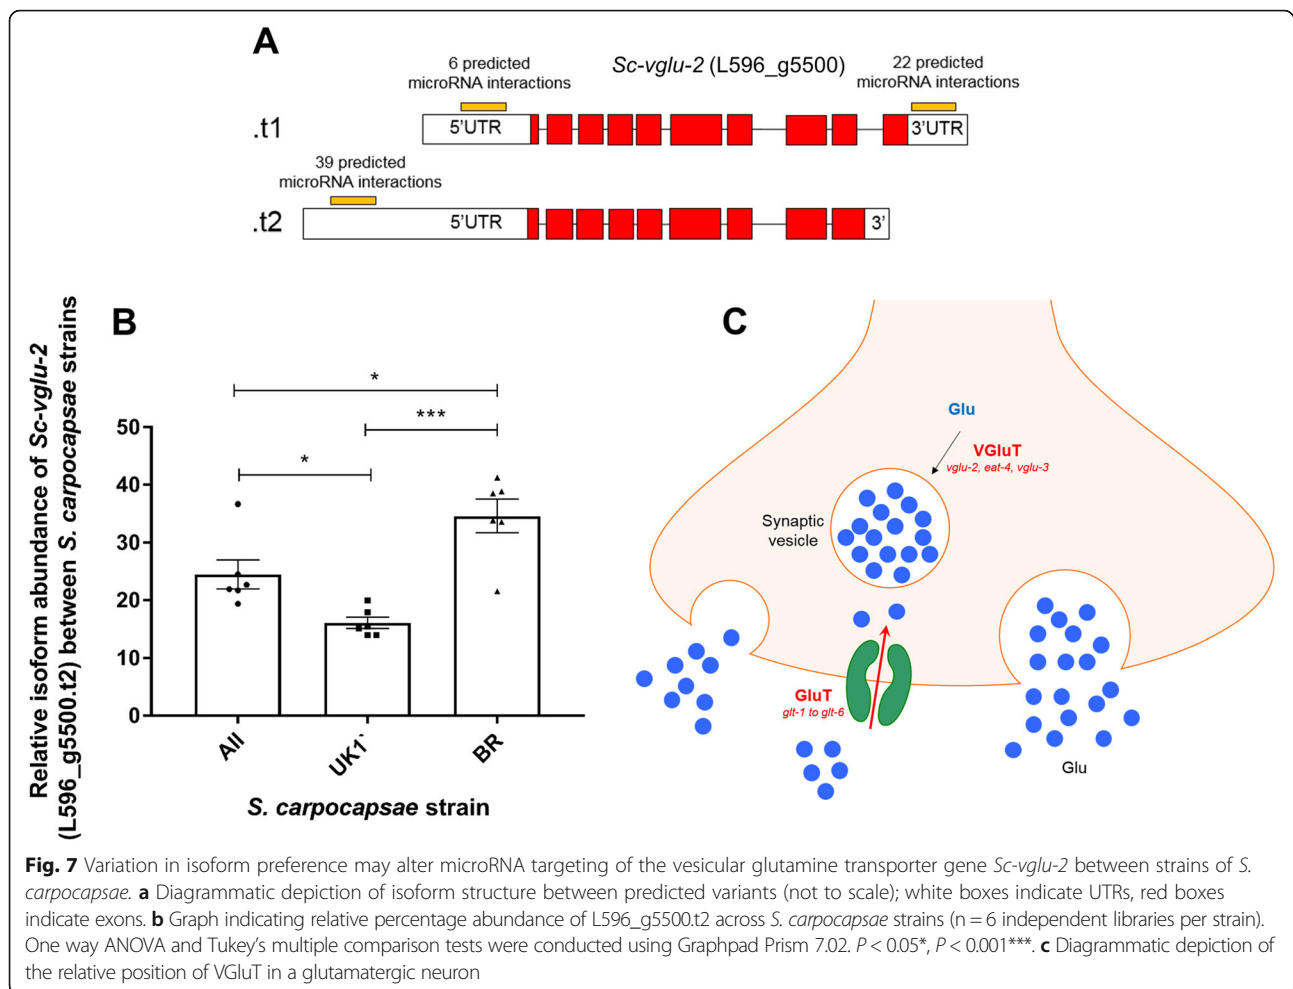 A
6 predicted
microRNA interactions
Sc-vglu-2 (L596_g5500)
22 predicted
microRNA interactions
.t1
5'UTR
3'UTR
39 predicted
microRNA interactions
.t2
5'UTR
3'
B
Relative isoform abundance of Sc-vglu-2
(L596_g5500.t2) between S. carpocapsae strains
*
***
*
50
40
30
20
10
0
All
UK1`
BR
S. carpocapsae strain
C
Glu
VGluT
vglu-2, eat-4, vglu-3
Synaptic
vesicle
GluT
glt-1 to glt-6
Glu
Fig. 7 Variation in isoform preference may alter microRNA targeting of the vesicular glutamine transporter gene Sc-vglu-2 between strains of S.
carpocapsae. a Diagrammatic depiction of isoform structure between predicted variants (not to scale); white boxes indicate UTRs, red boxes
indicate exons. b Graph indicating relative percentage abundance of L596_g5500.t2 across S. carpocapsae strains (n = 6 independent libraries per strain).
One way ANOVA and Tukey's multiple comparison tests were conducted using Graphpad Prism 7.02. P < 0.05*, P < 0.001***. c Diagrammatic depiction of
the relative position of VGluT in a glutamatergic neuron